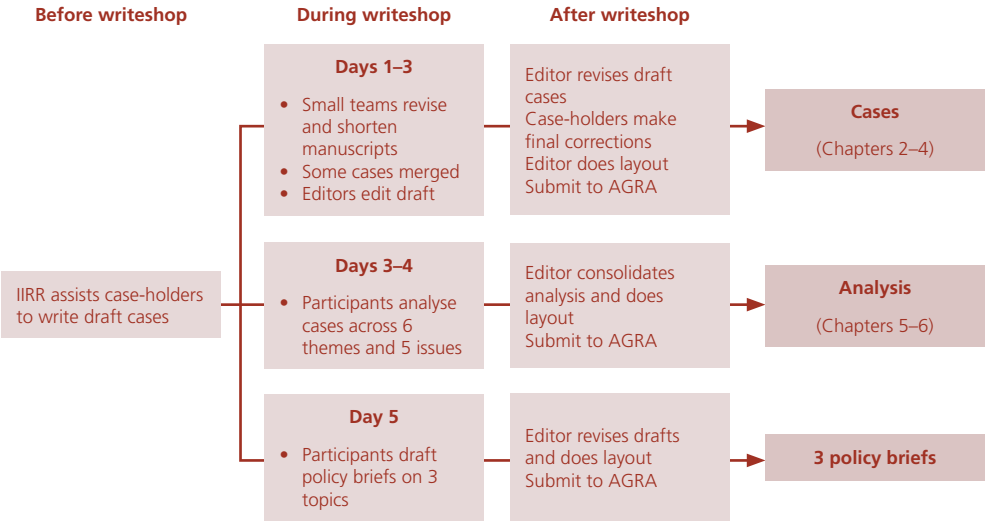 Before writeshop
During writeshop
After writeshop
IIRR assists case-holders
to write draft cases
Days 1–3
• Small teams revise
and shorten
manuscripts
• Some cases merged
• Editors edit draft
Editor revises draft
cases
Case-holders make
final corrections
Editor does layout
Submit to AGRA
Cases
(Chapters 2–4)
Days 3–4
• Participants analyse
cases across 6
themes and 5 issues
Editor consolidates
analysis and does
layout
Submit to AGRA
Analysis
(Chapters 5–6)
Day 5
• Participants draft
policy briefs on 3
topics
Editor revises drafts
and does layout
Submit to AGRA
3 policy briefs